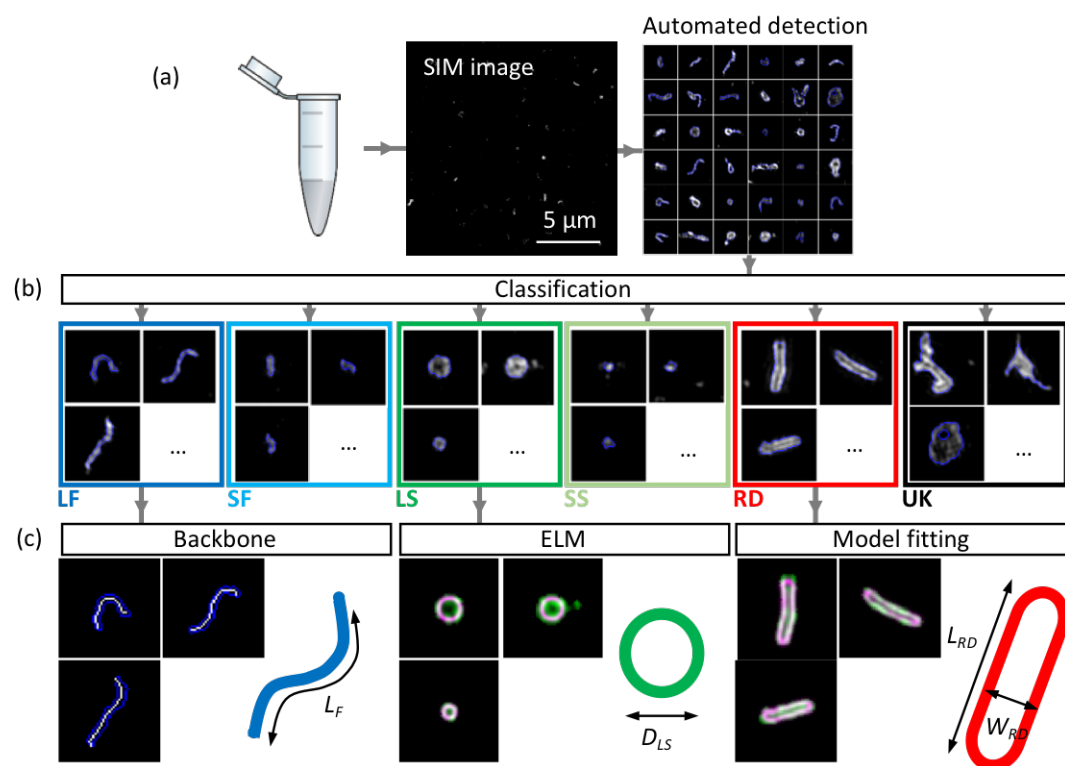 Automated detection
(a)
SIM image
5 µm
(b)
Classification
...
...
...
...
...
...
LF
SF
LS
SS
RD
UK
(c)
Backbone
ELM
Model fitting
L_F
D_LS
L_RD
W_RD